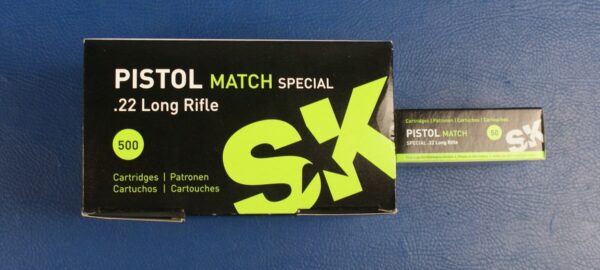 PISTOL MATCH SPECIAL
.22 Long Rifle
500
SK
Cartridges | Patronen
Cartuchos | Cartouches
Cartridges | Patronen | Cartuchos | Cartouches
PISTOL MATCH
50
SPECIAL .22 Long Rifle
SK